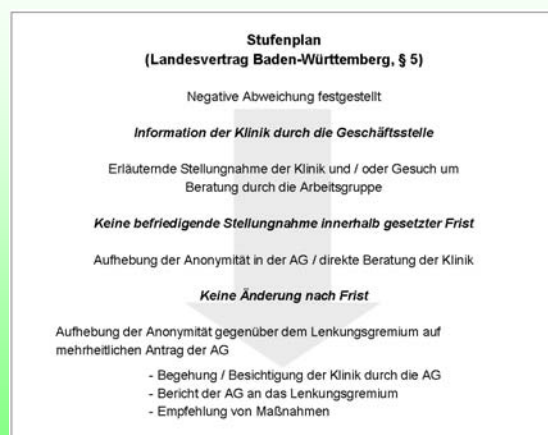 Stufenplan
(Landesvertrag Baden-Württemberg, § 5)
Negative Abweichung festgestellt
Information der Klinik durch die Geschäftsstelle
Erläuternde Stellungnahme der Klinik und / oder Gesuch um
Beratung durch die Arbeitsgruppe
Keine befriedigende Stellungnahme innerhalb gesetzter Frist
Aufhebung der Anonymität in der AG / direkte Beratung der Klinik
Keine Änderung nach Frist
Aufhebung der Anonymität gegenüber dem Lenkungsgremium auf
mehrheitlichen Antrag der AG
- Begehung / Besichtigung der Klinik durch die AG
- Bericht der AG an das Lenkungsgremium
- Empfehlung von Maßnahmen